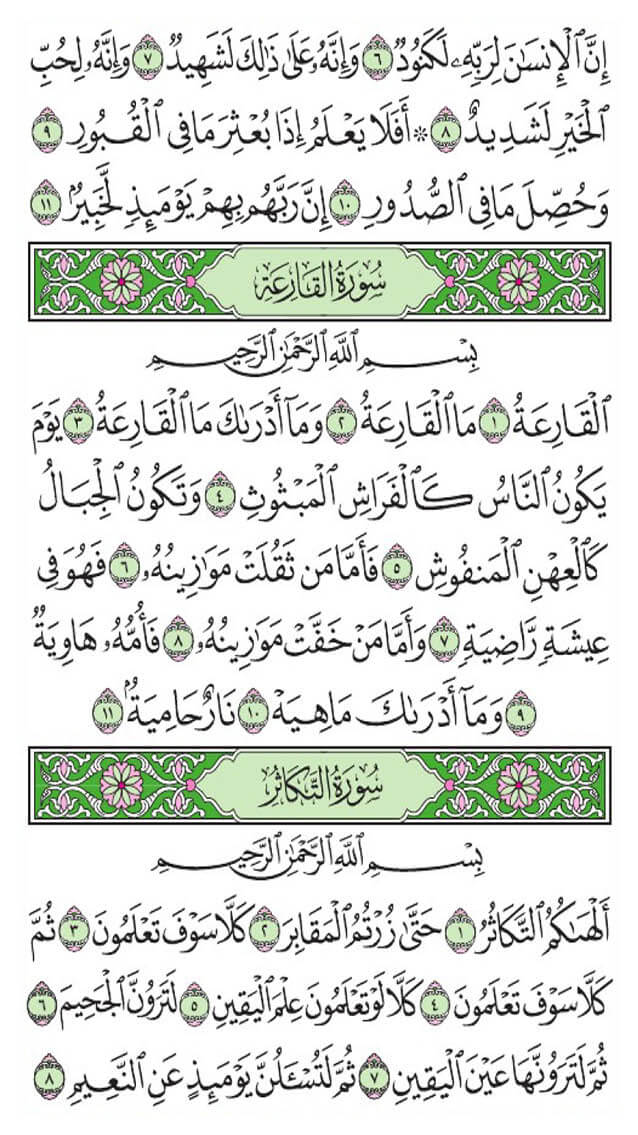 إِنَّ ٱلْإِنسَٰنَ لِرَبِّهِۦ لَكَنُودٌ ٦ وَإِنَّهُۥ عَلَىٰ ذَٰلِكَ لَشَهِيدٌ ٧ وَإِنَّهُۥ لِحُبِّ
ٱلْخَيْرِ لَشَدِيدٌ ٨ ۞ أَفَلَا يَعْلَمُ إِذَا بُعْثِرَ مَا فِي ٱلْقُبُورِ ٩
وَحُصِّلَ مَا فِي ٱلصُّدُورِ ١٠ إِنَّ رَبَّهُم بِهِمْ يَوْمَئِذٍ لَّخَبِيرٌۢ ١١
سُورَةُ القَارِعَةِ
بِسْمِ ٱللَّهِ ٱلرَّحْمَٰنِ ٱلرَّحِيمِ
ٱلْقَارِعَةُ ١ مَا ٱلْقَارِعَةُ ٢ وَمَآ أَدْرَىٰكَ مَا ٱلْقَارِعَةُ ٣ يَوْمَ
يَكُونُ ٱلنَّاسُ كَٱلْفَرَاشِ ٱلْمَبْثُوثِ ٤ وَتَكُونُ ٱلْجِبَالُ
كَٱلْعِهْنِ ٱلْمَنفُوشِ ٥ فَأَمَّا مَن ثَقُلَتْ مَوَٰزِينُهُۥ ٦ فَهُوَ فِي
عِيشَةٍ رَّاضِيَةٍ ٧ وَأَمَّا مَنْ خَفَّتْ مَوَٰزِينُهُۥ ٨ فَأُمُّهُۥ هَاوِيَةٌ
٩ وَمَآ أَدْرَىٰكَ مَا هِيَهْ ١٠ نَارٌ حَامِيَةٌۢ ١١
سُورَةُ التَّكَاثُرِ
بِسْمِ ٱللَّهِ ٱلرَّحْمَٰنِ ٱلرَّحِيمِ
أَلْهَىٰكُمُ ٱلتَّكَاثُرُ ١ حَتَّىٰ زُرْتُمُ ٱلْمَقَابِرَ ٢ كَلَّا سَوْفَ تَعْلَمُونَ ٣ ثُمَّ
كَلَّا سَوْفَ تَعْلَمُونَ ٤ كَلَّا لَوْ تَعْلَمُونَ عِلْمَ ٱلْيَقِينِ ٥ لَتَرَوُنَّ ٱلْجَحِيمَ ٦
ثُمَّ لَتَرَوُنَّهَا عَيْنَ ٱلْيَقِينِ ٧ ثُمَّ لَتُسْـَٔلُنَّ يَوْمَئِذٍ عَنِ ٱلنَّعِيمِ ٨